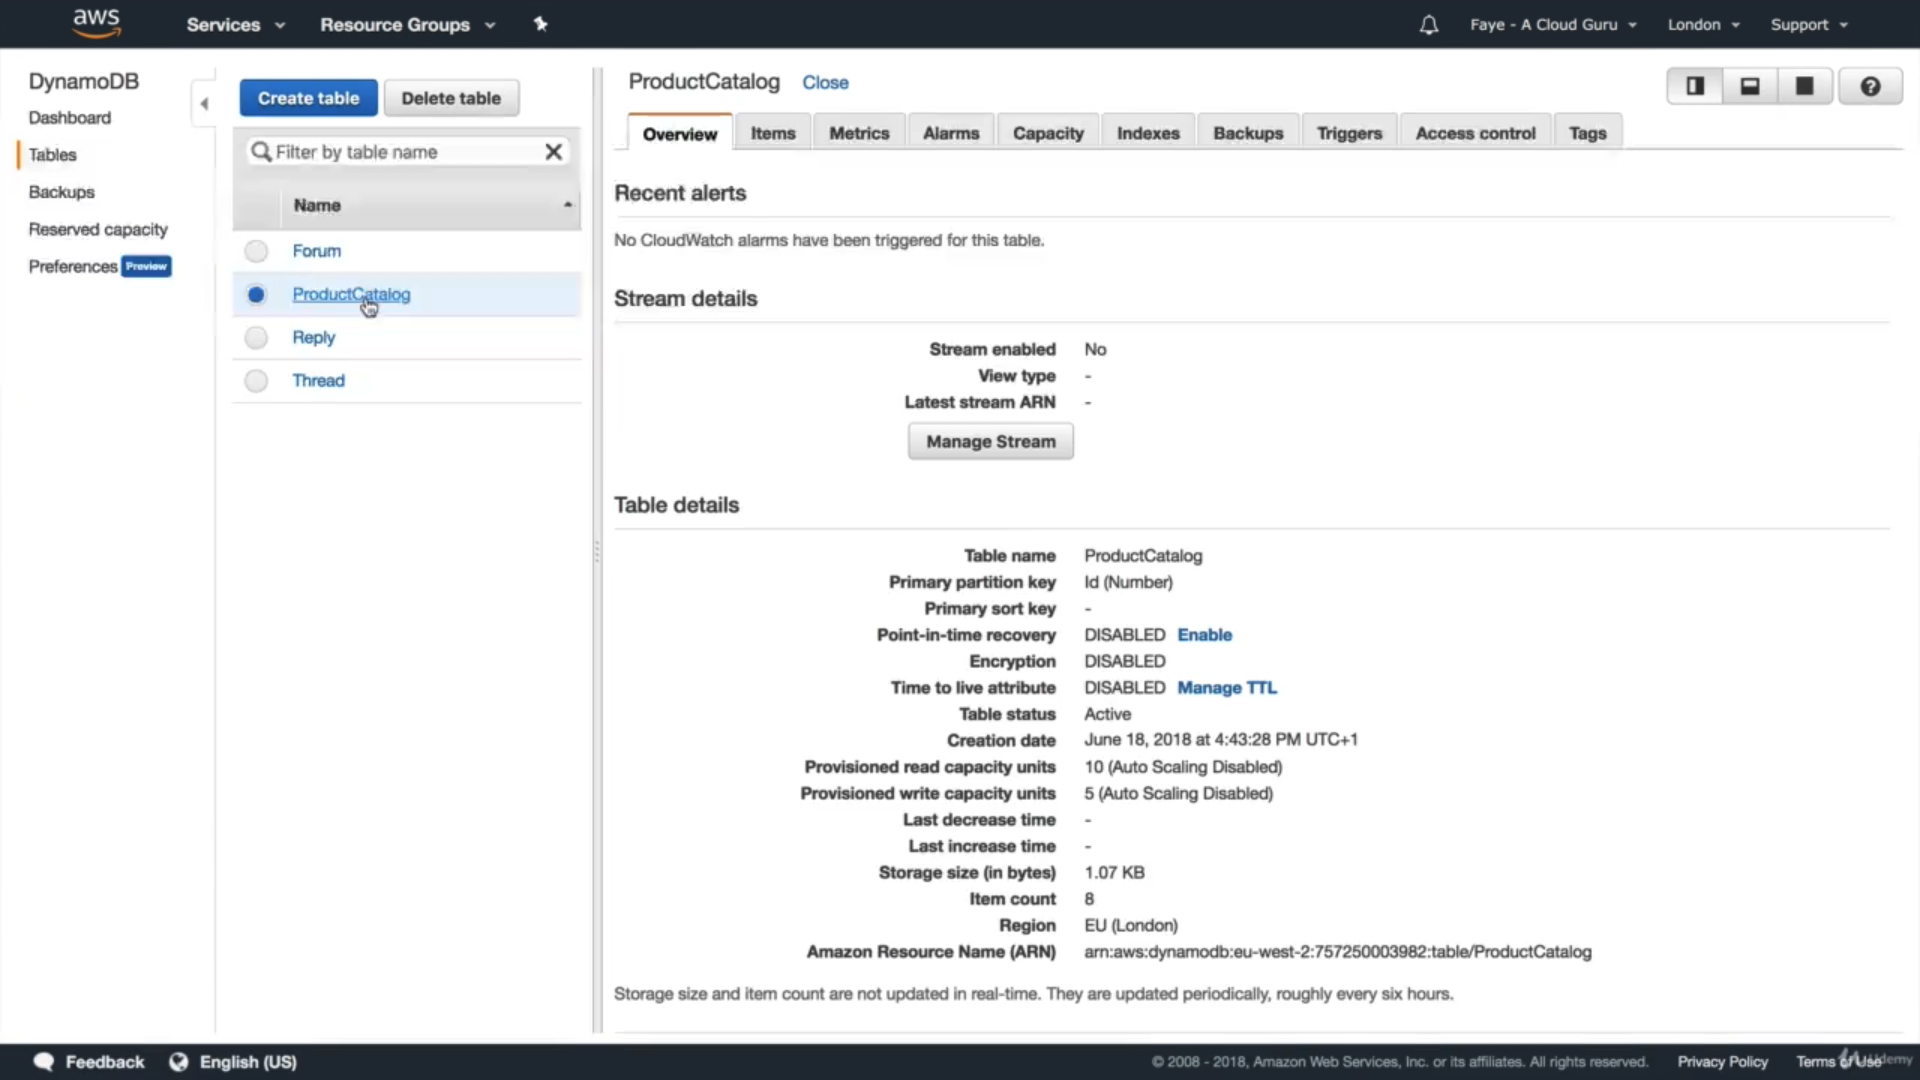 aws Services Resource Groups Faye - A Cloud Guru London Support
DynamoDB
Dashboard
Tables
Backups
Reserved capacity
Preferences Preview
Create table Delete table
Filter by table name
Name
Forum
ProductCatalog
Reply
Thread
ProductCatalog Close
Overview Items Metrics Alarms Capacity Indexes Backups Triggers Access control Tags
Recent alerts
No CloudWatch alarms have been triggered for this table.
Stream details
Stream enabled No
View type -
Latest stream ARN -
Manage Stream
Table details
Table name ProductCatalog
Primary partition key Id (Number)
Primary sort key -
Point-in-time recovery DISABLED Enable
Encryption DISABLED
Time to live attribute DISABLED Manage TTL
Table status Active
Creation date June 18, 2018 at 4:43:28 PM UTC+1
Provisioned read capacity units 10 (Auto Scaling Disabled)
Provisioned write capacity units 5 (Auto Scaling Disabled)
Last decrease time -
Last increase time -
Storage size (in bytes) 1.07 KB
Item count 8
Region EU (London)
Amazon Resource Name (ARN) arn:aws:dynamodb:eu-west-2:757250003982:table/ProductCatalog
Storage size and item count are not updated in real-time. They are updated periodically, roughly every six hours.
Feedback English (US) © 2008 - 2018, Amazon Web Services, Inc. or its affiliates. All rights reserved. Privacy Policy Terms of Use
Udemy